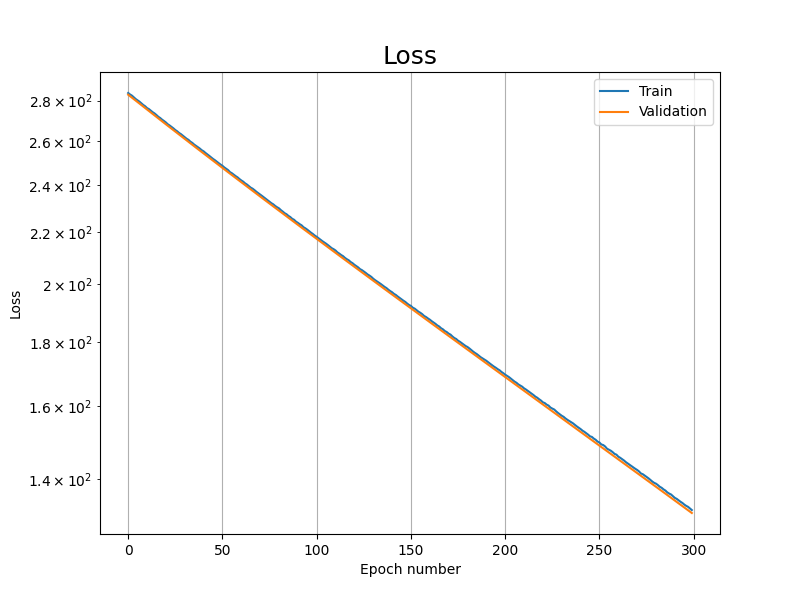 Loss
Train
Validation
2.8 × 10²
2.6 × 10²
2.4 × 10²
2.2 × 10²
2 × 10²
1.8 × 10²
1.6 × 10²
1.4 × 10²
Loss
0 50 100 150 200 250 300
Epoch number